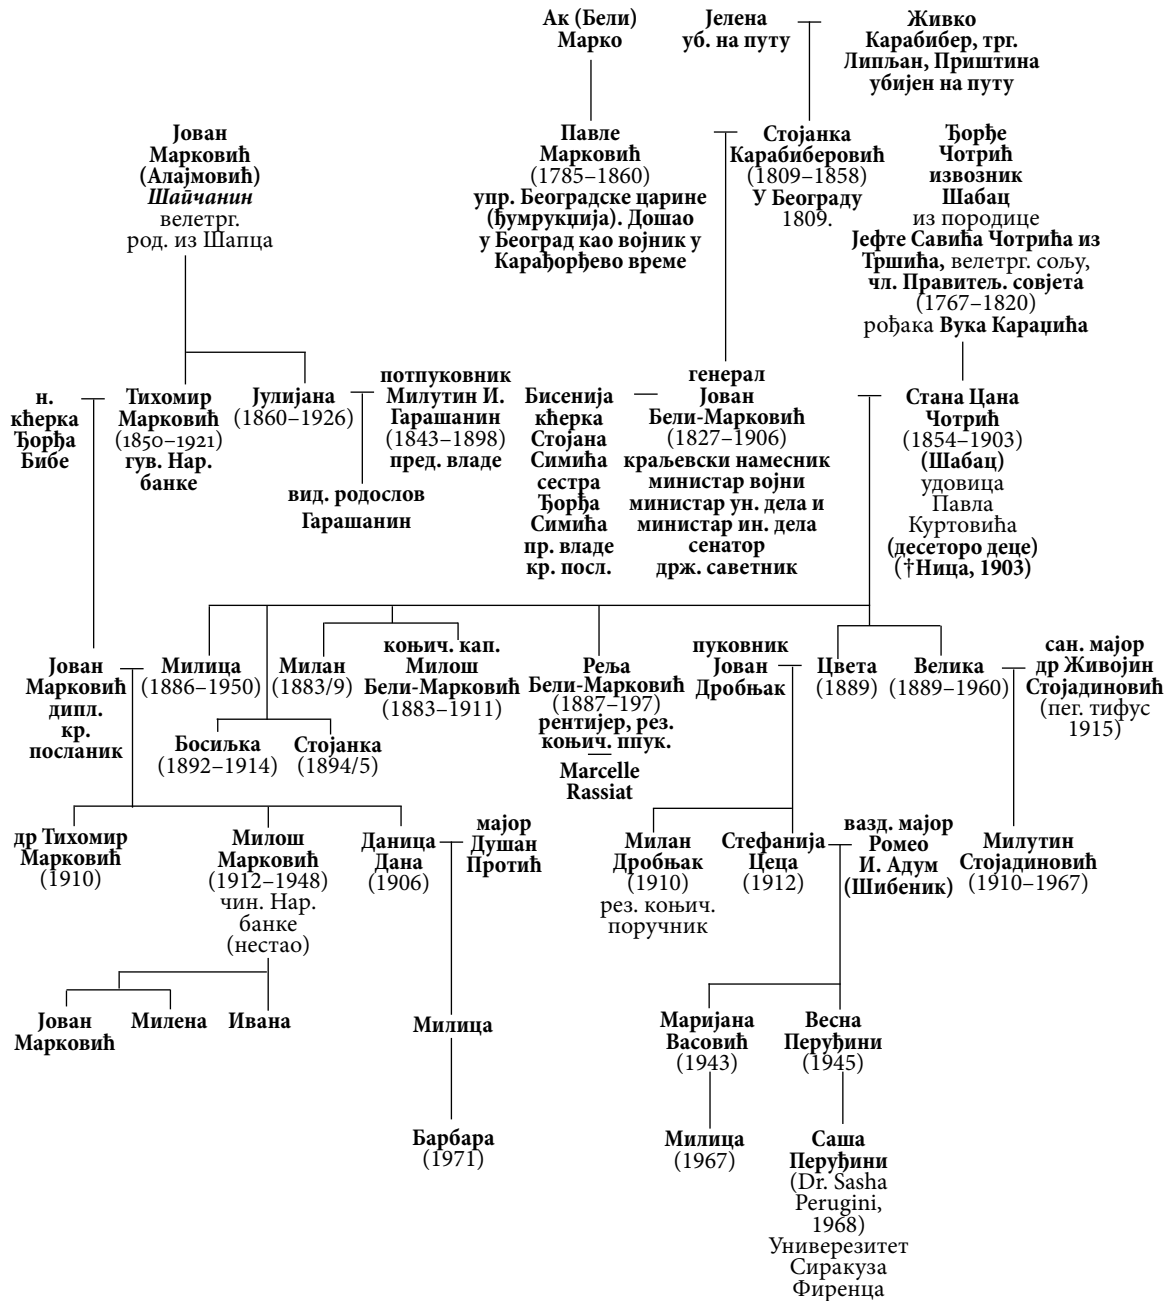 Ак (Бели)
Марко
Јелена
уб. на путу
Живко
Карабибер, трг.
Липљан, Приштина
убијен на путу
Јован
Марковић
(Алајмовић)
Шапчанин
велетрг.
род. из Шапца
Павле
Марковић
(1785–1860)
упр. Београдске царине
(ђумрукција). Дошао
у Београд као војник у
Карађорђево време
Стојанка
Карабиберовић
(1809–1858)
У Београду
1809.
Ђорђе
Чотрић
извозник
Шабац
из породице
Јефте Савића Чотрића из
Тршића, велетрг. сољу,
чл. Правитељ. совјета
(1767–1820)
рођака Вука Караџића
н.
кћерка
Ђорђа
Бибе
Тихомир
Марковић
(1850–1921)
гув. Нар.
банке
Јулијана
(1860–1926)
потпуковник
Милутин И.
Гарашанин
(1843–1898)
пред. владе
вид. родослов
Гарашанин
Бисенија
кћерка
Стојана
Симића
сестра
Ђорђа
Симића
пр. владе
кр. посл.
генерал
Јован
Бели-Марковић
(1827–1906)
краљевски намесник
министар војни
министар ун. дела и
министар ин. дела
сенатор
држ. саветник
Стана Цана
Чотрић
(1854–1903)
(Шабац)
удовица
Павла
Куртовића
(десеторо деце)
(†Ница, 1903)
Јован
Марковић
дипл.
кр.
посланик
Милица
(1886–1950)
Милан
(1883/9)
коњич. кап.
Милош
Бели-Марковић
(1883–1911)
Реља
Бели-Марковић
(1887–197)
рентијер, рез.
коњич. ппук.
Marcelle
Rassiat
пуковник
Јован
Дробњак
Цвета
(1889)
Велика
(1889–1960)
сан. мајор
др Живојин
Стојадиновић
(пег. тифус
1915)
Босиљка
(1892–1914)
Стојанка
(1894/5)
др Тихомир
Марковић
(1910)
Милош
Марковић
(1912–1948)
чин. Нар.
банке
(нестао)
Даница
Дана
(1906)
мајор
Душан
Протић
Милан
Дробњак
(1910)
рез. коњич.
поручник
Стефанија
Цеца
(1912)
вазд. мајор
Ромео
И. Адум
(Шибеник)
Милутин
Стојадиновић
(1910–1967)
Јован
Марковић
Милена
Ивана
Милица
Маријана
Васовић
(1943)
Весна
Перуђини
(1945)
Барбара
(1971)
Милица
(1967)
Саша
Перуђини
(Dr. Sasha
Perugini,
1968)
Универезитет
Сиракуза
Фиренца